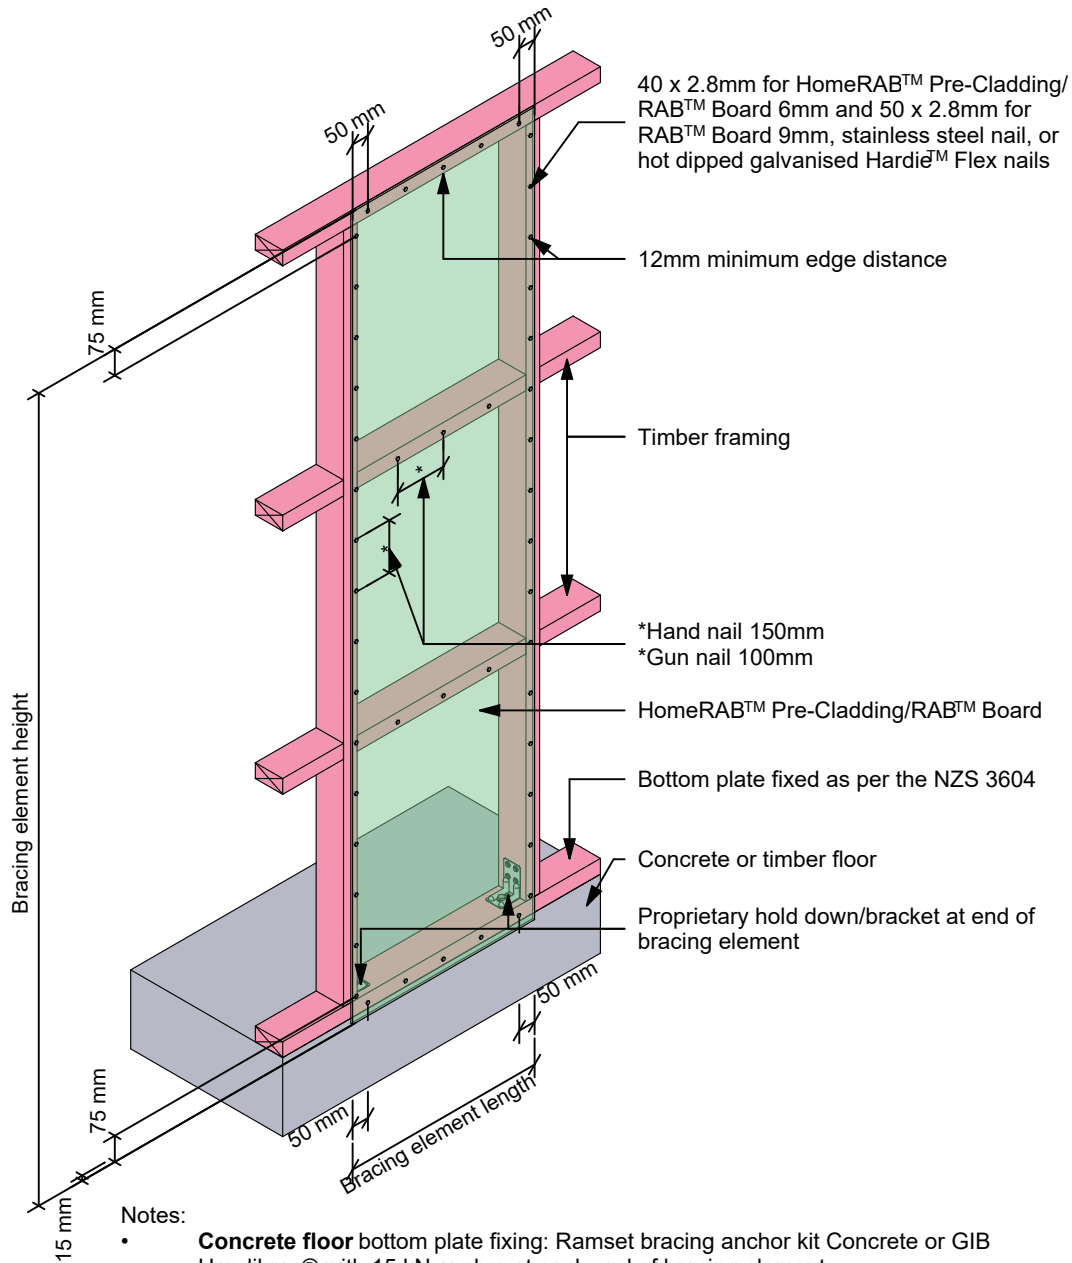 50 mm
50 mm
40 x 2.8mm for HomeRAB™ Pre-Cladding/
RAB™ Board 6mm and 50 x 2.8mm for
RAB™ Board 9mm, stainless steel nail, or
hot dipped galvanised Hardie™ Flex nails
12mm minimum edge distance
75 mm
Timber framing
*
*
*Hand nail 150mm
*Gun nail 100mm
HomeRAB™ Pre-Cladding/RAB™ Board
Bracing element height
Bottom plate fixed as per the NZS 3604
Concrete or timber floor
Proprietary hold down/bracket at end of
bracing element
50 mm
75 mm
50 mm
Bracing element length
15 mm
Notes:
• Concrete floor bottom plate fixing: Ramset bracing anchor kit Concrete or GIB